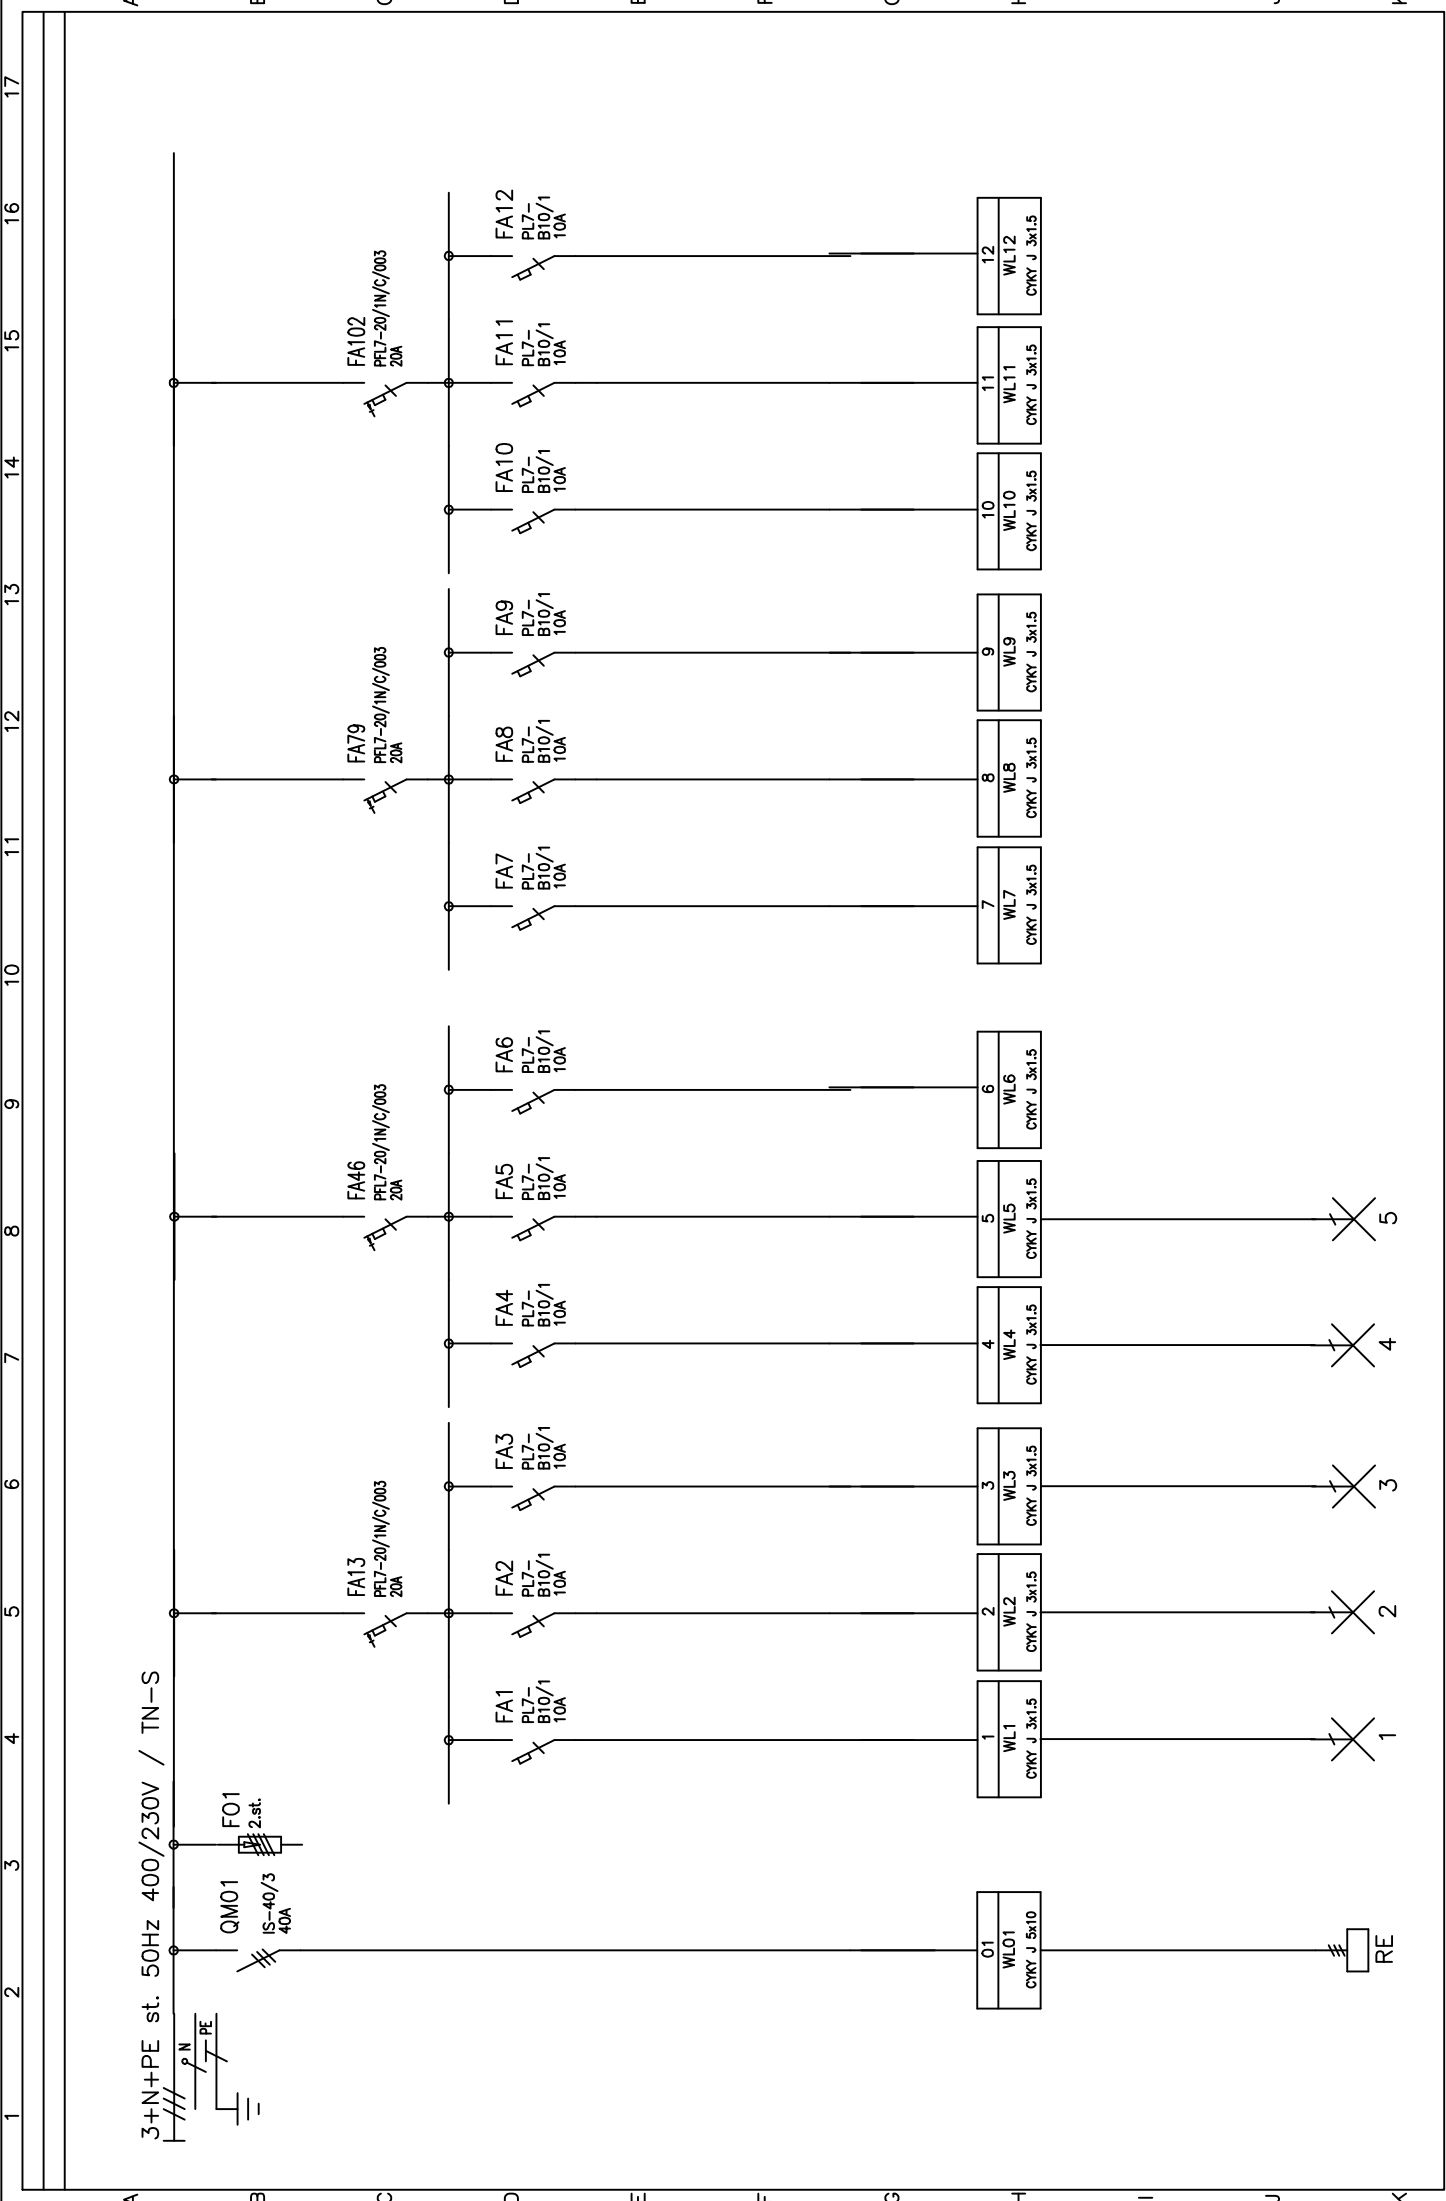 1 2 3 4 5 6 7 8 9 10 11 12 13 14 15 16 17
A
B
C
D
E
F
G
H
I
J
K
3+N+PE st. 50Hz 400/230V / TN-S
N
PE
QM01
IS-40/3
40A
FO1
2.st.
FA13
PFL7-20/1N/C/003
20A
FA46
PFL7-20/1N/C/003
20A
FA79
PFL7-20/1N/C/003
20A
FA102
PFL7-20/1N/C/003
20A
FA1
PL7-
B10/1
10A
FA2
PL7-
B10/1
10A
FA3
PL7-
B10/1
10A
FA4
PL7-
B10/1
10A
FA5
PL7-
B10/1
10A
FA6
PL7-
B10/1
10A
FA7
PL7-
B10/1
10A
FA8
PL7-
B10/1
10A
FA9
PL7-
B10/1
10A
FA10
PL7-
B10/1
10A
FA11
PL7-
B10/1
10A
FA12
PL7-
B10/1
10A
01
WL01
CYKY J 5x10
1
WL1
CYKY J 3x1.5
2
WL2
CYKY J 3x1.5
3
WL3
CYKY J 3x1.5
4
WL4
CYKY J 3x1.5
5
WL5
CYKY J 3x1.5
6
WL6
CYKY J 3x1.5
7
WL7
CYKY J 3x1.5
8
WL8
CYKY J 3x1.5
9
WL9
CYKY J 3x1.5
10
WL10
CYKY J 3x1.5
11
WL11
CYKY J 3x1.5
12
WL12
CYKY J 3x1.5
RE
1
2
3
4
5